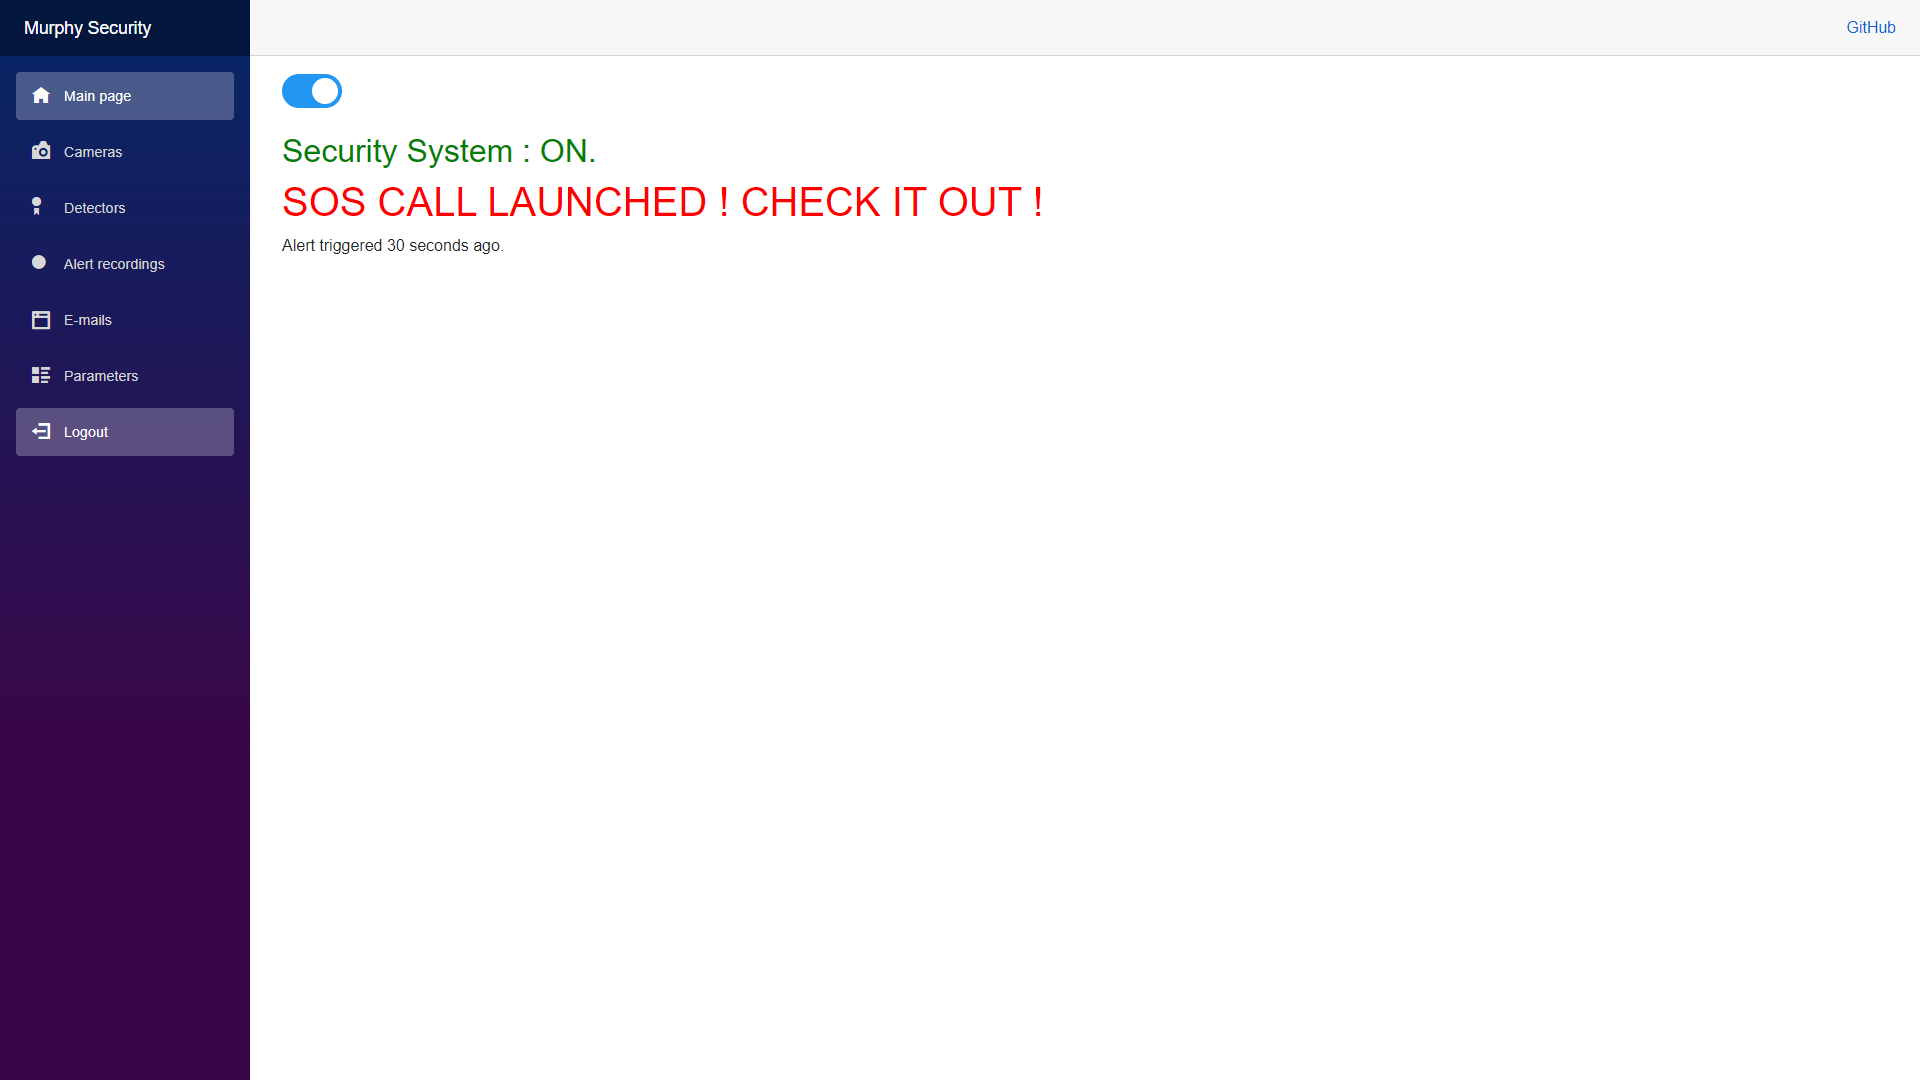 Murphy Security
GitHub
Main page
Cameras
Detectors
Alert recordings
E-mails
Parameters
Logout
Security System : ON.
SOS CALL LAUNCHED ! CHECK IT OUT !
Alert triggered 30 seconds ago.